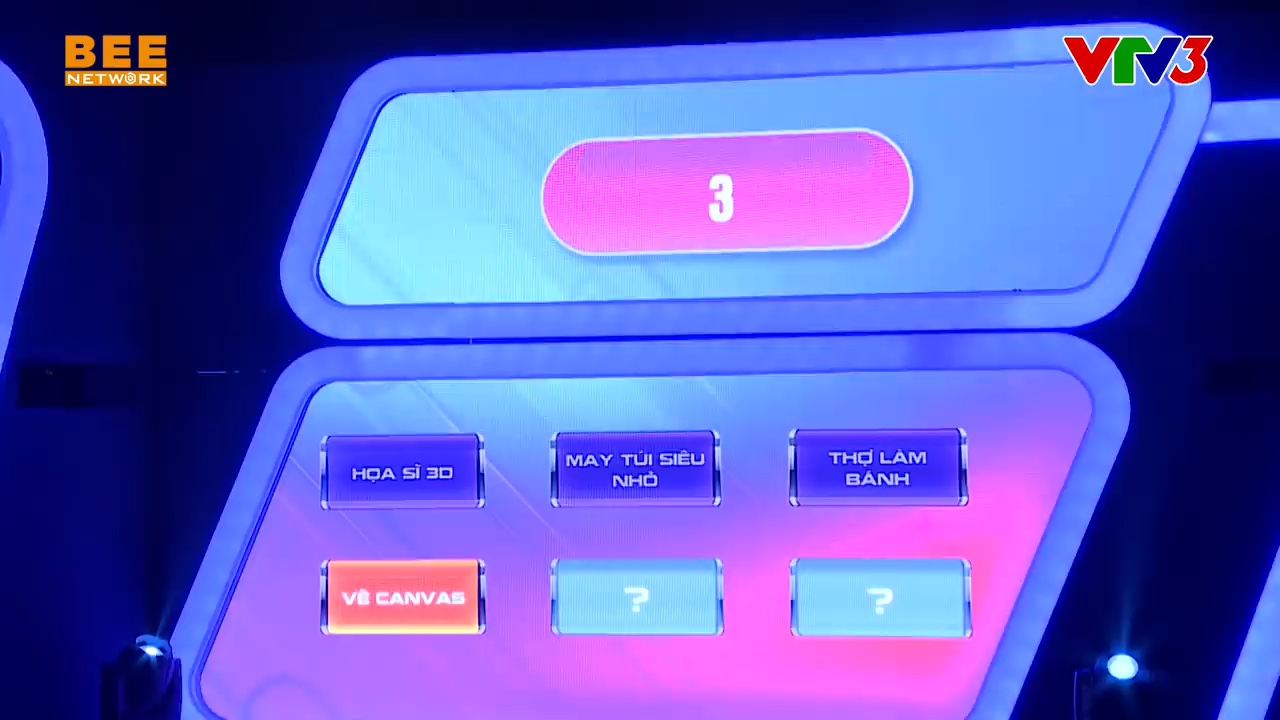 BEE
NETWORK
VTV3
3
HỌA SĨ 3D
MAY TÚI SIÊU
NHỎ
THỢ LÀM
BÁNH
VẼ CANVAS
?
?